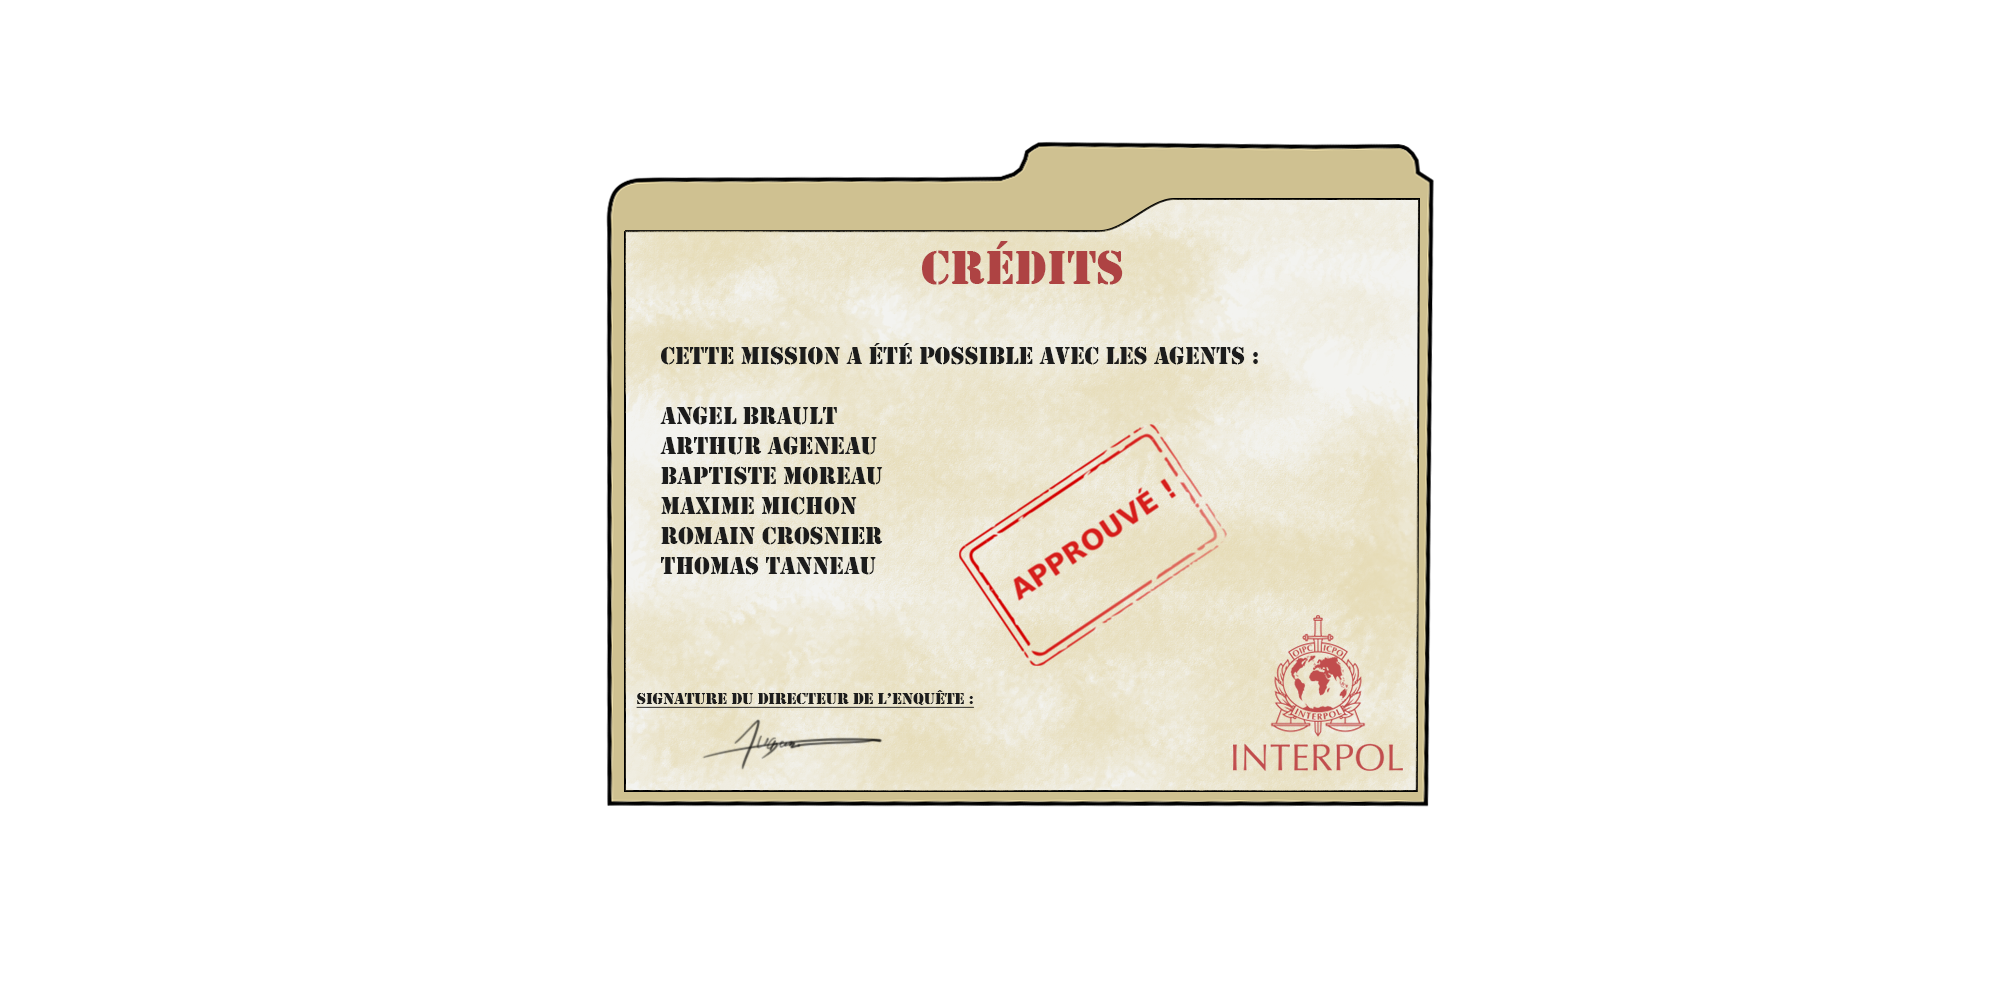 CRÉDITS
CETTE MISSION A ÉTÉ POSSIBLE AVEC LES AGENTS :
ANGEL BRAULT
ARTHUR AGENEAU
BAPTISTE MOREAU
MAXIME MICHON
ROMAIN CROSNIER
THOMAS TANNEAU
APPROUVÉ !
SIGNATURE DU DIRECTEUR DE L'ENQUÊTE :
OIPC ICPO
INTERPOL
INTERPOL